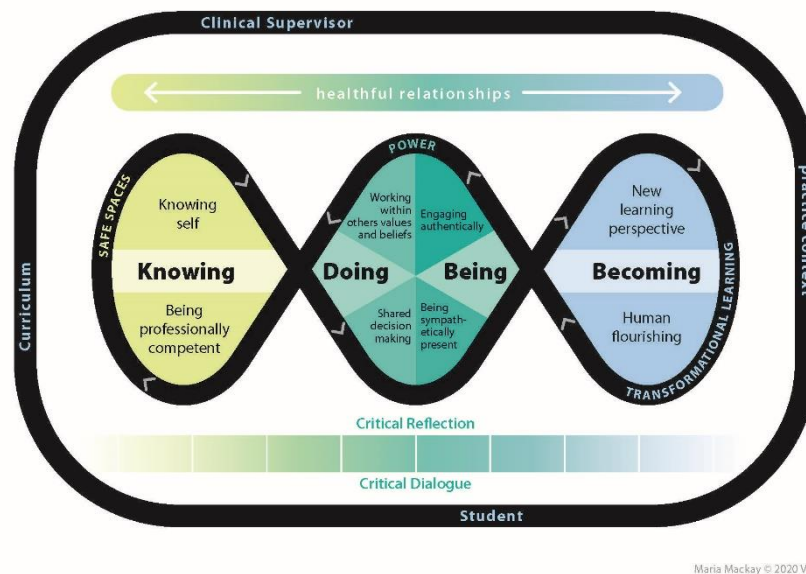 Clinical Supervisor
healthful relationships
Curriculum
practice context
SAFE SPACES
POWER
TRANSFORMATIONAL LEARNING
Knowing
self
Knowing
Being
professionally
competent
Working
within
others values
and beliefs
Engaging
authentically
Doing
Being
Shared
decision
making
Being
sympath-
etically
present
New
learning
perspective
Becoming
Human
flourishing
Critical Reflection
Critical Dialogue
Student
Maria Mackay © 2020 V